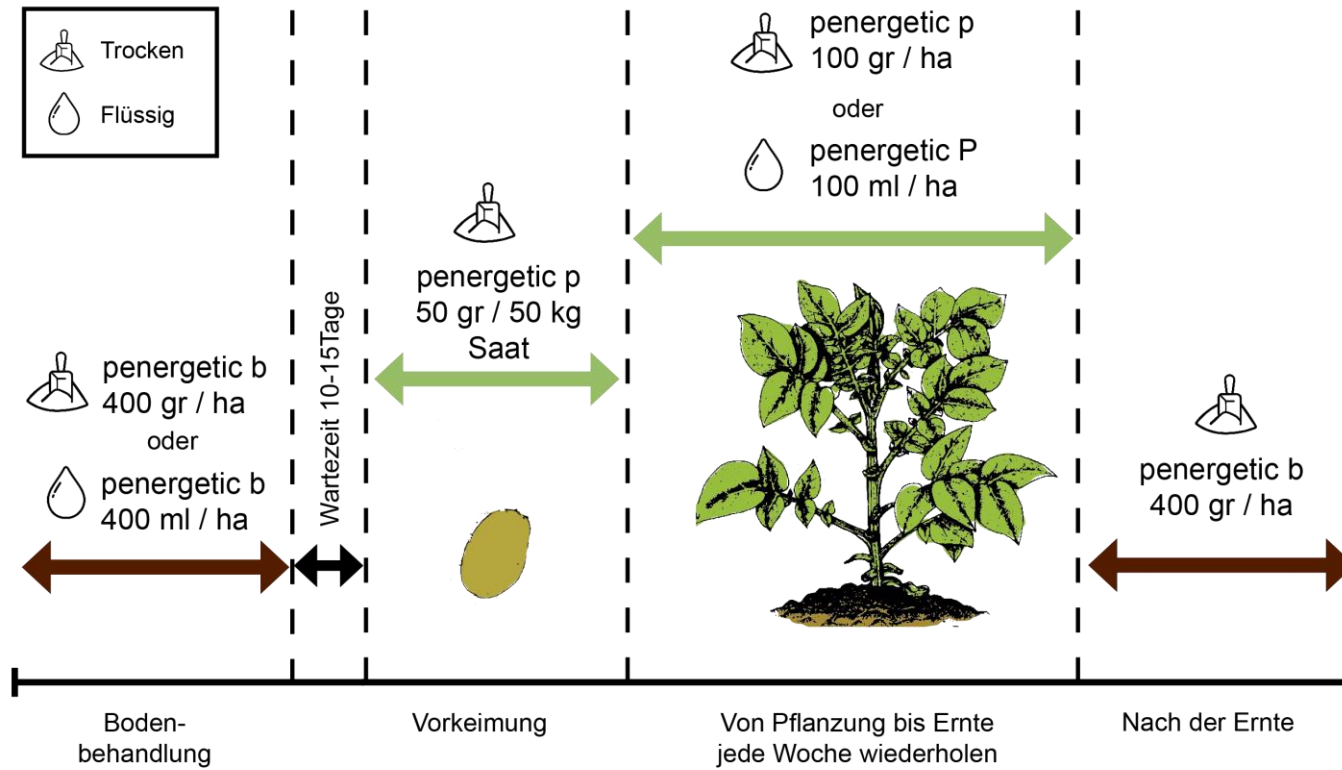 Trocken
Flüssig
penergetic b
400 gr / ha
oder
penergetic b
400 ml / ha
Wartezeit 10-15Tage
penergetic p
50 gr / 50 kg
Saat
penergetic p
100 gr / ha
oder
penergetic P
100 ml / ha
penergetic b
400 gr / ha
Boden-
behandlung
Vorkeimung
Von Pflanzung bis Ernte
jede Woche wiederholen
Nach der Ernte